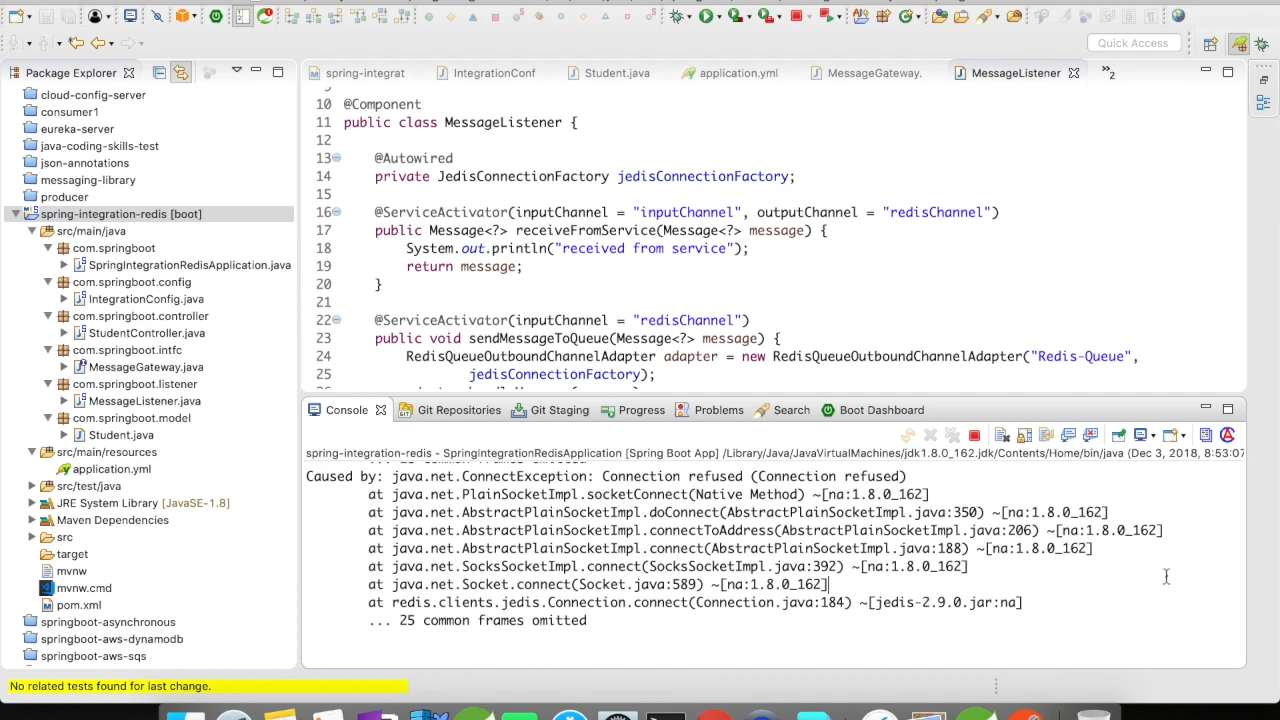 Quick Access
Package Explorer
cloud-config-server
consumer1
eureka-server
java-coding-skills-test
json-annotations
messaging-library
producer
spring-integration-redis [boot]
src/main/java
com.springboot
SpringIntegrationRedisApplication.java
com.springboot.config
IntegrationConfig.java
com.springboot.controller
StudentController.java
com.springboot.intfc
MessageGateway.java
com.springboot.listener
MessageListener.java
com.springboot.model
Student.java
src/main/resources
application.yml
src/test/java
JRE System Library [JavaSE-1.8]
Maven Dependencies
src
target
mvnw
mvnw.cmd
pom.xml
springboot-asynchronous
springboot-aws-dynamodb
springboot-aws-sqs
spring-integrat IntegrationConf Student.java application.yml MessageGateway. MessageListener »2
10 @Component
11 public class MessageListener {
12
13 @Autowired
14 private JedisConnectionFactory jedisConnectionFactory;
15
16 @ServiceActivator(inputChannel = "inputChannel", outputChannel = "redisChannel")
17 public Message<?> receiveFromService(Message<?> message) {
18 System.out.println("received from service");
19 return message;
20 }
21
22 @ServiceActivator(inputChannel = "redisChannel")
23 public void sendMessageToQueue(Message<?> message) {
24 RedisQueueOutboundChannelAdapter adapter = new RedisQueueOutboundChannelAdapter("Redis-Queue",
25 jedisConnectionFactory);
Console Git Repositories Git Staging Progress Problems Search Boot Dashboard
spring-integration-redis - SpringIntegrationRedisApplication [Spring Boot App] /Library/Java/JavaVirtualMachines/jdk1.8.0_162.jdk/Contents/Home/bin/java (Dec 3, 2018, 8:53:07
Caused by: java.net.ConnectException: Connection refused (Connection refused)
at java.net.PlainSocketImpl.socketConnect(Native Method) ~[na:1.8.0_162]
at java.net.AbstractPlainSocketImpl.doConnect(AbstractPlainSocketImpl.java:350) ~[na:1.8.0_162]
at java.net.AbstractPlainSocketImpl.connectToAddress(AbstractPlainSocketImpl.java:206) ~[na:1.8.0_162]
at java.net.AbstractPlainSocketImpl.connect(AbstractPlainSocketImpl.java:188) ~[na:1.8.0_162]
at java.net.SocksSocketImpl.connect(SocksSocketImpl.java:392) ~[na:1.8.0_162]
at java.net.Socket.connect(Socket.java:589) ~[na:1.8.0_162]
at redis.clients.jedis.Connection.connect(Connection.java:184) ~[jedis-2.9.0.jar:na]
... 25 common frames omitted
No related tests found for last change.